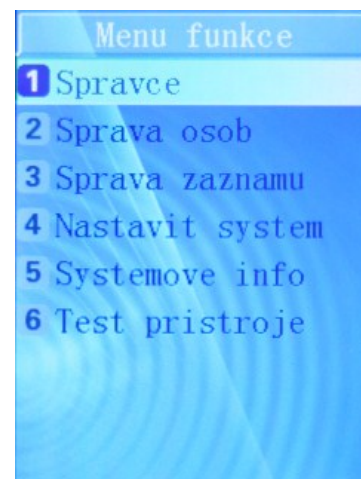 Menu funkce
1 Spravce
2 Sprava osob
3 Sprava zaznamu
4 Nastavit system
5 Systemove info
6 Test pristroje